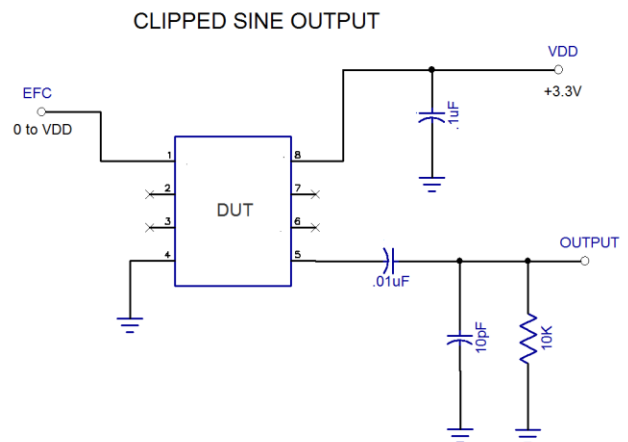 CLIPPED SINE OUTPUT
VDD
+3.3V
EFC
0 to VDD
.1uF
1
8
2
7
DUT
3
6
4
5
OUTPUT
.01uF
10pF
10K